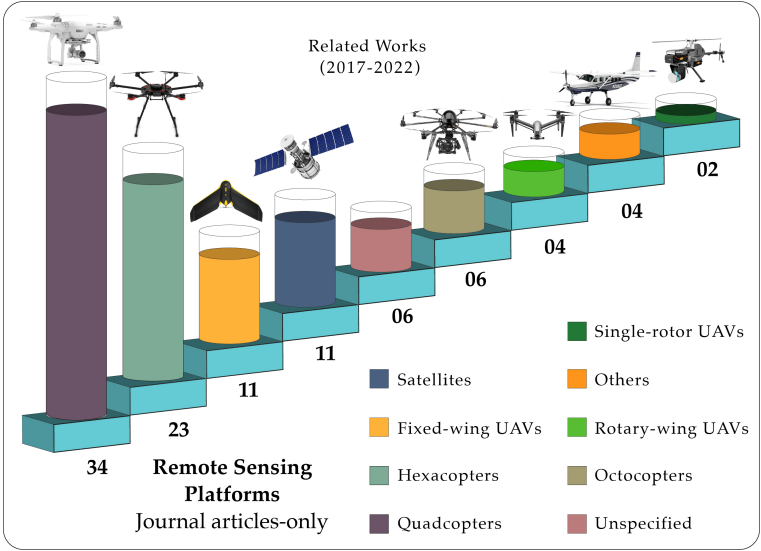 Related Works
(2017-2022)
02
04
04
06
06
11
11
23
34
Remote Sensing
Platforms
Journal articles-only
Satellites
Fixed-wing UAVs
Hexacopters
Quadcopters
Single-rotor UAVs
Others
Rotary-wing UAVs
Octocopters
Unspecified